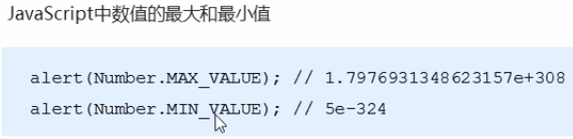 JavaScript中数值的最大和最小值
alert(Number.MAX_VALUE); // 1.7976931348623157e+308
alert(Number.MIN_VALUE); // 5e-324